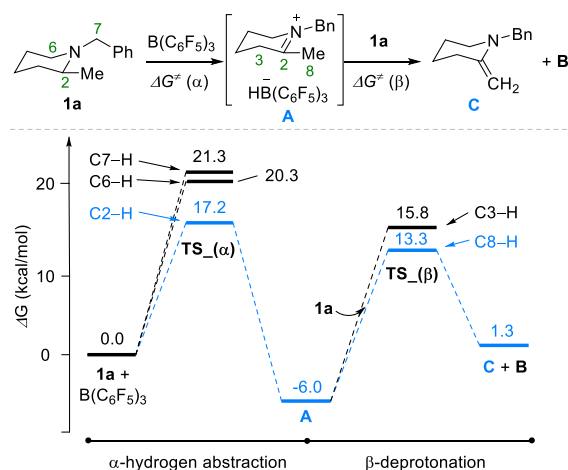 7
6
N
Ph
2
Me
1a
B(C6F5)3
ΔG≠ (α)
+
N
Bn
Me
3
2
8
–
HB(C6F5)3
A
1a
ΔG≠ (β)
N
Bn
CH2
C
+ B
ΔG (kcal/mol)
20
10
0
C7–H
C6–H
C2–H
21.3
20.3
17.2
TS_(α)
0.0
1a +
B(C6F5)3
-6.0
A
1a
15.8
C3–H
13.3
C8–H
TS_(β)
1.3
C + B
α-hydrogen abstraction
β-deprotonation